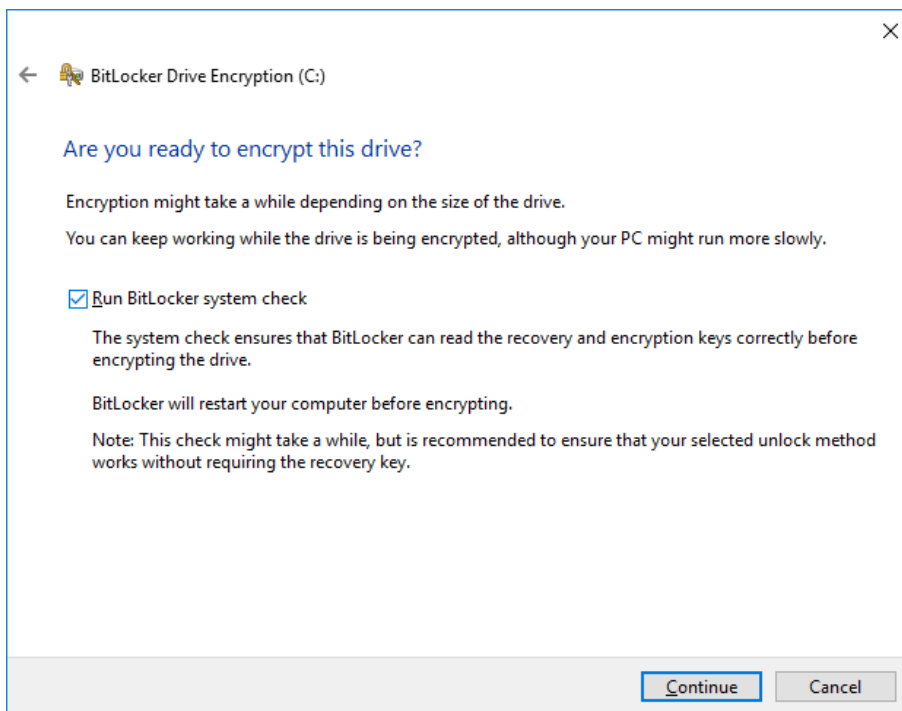 BitLocker Drive Encryption (C:)
Are you ready to encrypt this drive?
Encryption might take a while depending on the size of the drive.
You can keep working while the drive is being encrypted, although your PC might run more slowly.
Run BitLocker system check
The system check ensures that BitLocker can read the recovery and encryption keys correctly before
encrypting the drive.
BitLocker will restart your computer before encrypting.
Note: This check might take a while, but is recommended to ensure that your selected unlock method
works without requiring the recovery key.
Continue Cancel